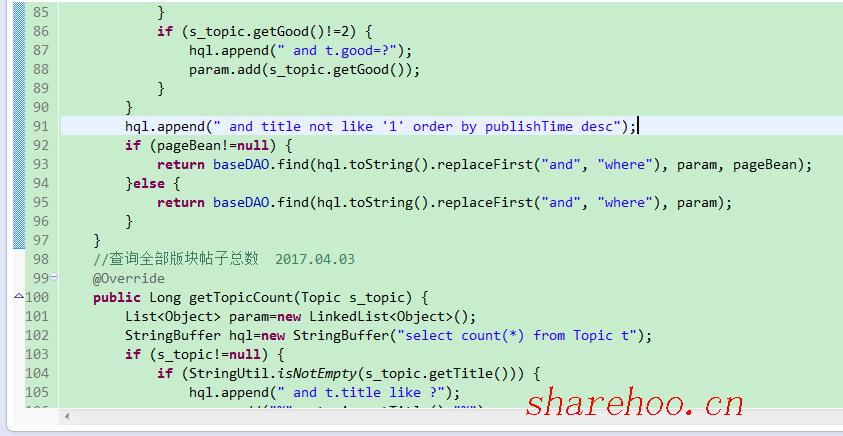 85 }
86 if (s_topic.getGood()!=2) {
87 hql.append(" and t.good=?");
88 param.add(s_topic.getGood());
89 }
90 }
91 hql.append(" and title not like '1' order by publishTime desc");
92 if (pageBean!=null) {
93 return baseDAO.find(hql.toString().replaceFirst("and", "where"), param, pageBean);
94 }else {
95 return baseDAO.find(hql.toString().replaceFirst("and", "where"), param);
96 }
97 }
98 //查询全部版块帖子总数 2017.04.03
99 @Override
100 public Long getTopicCount(Topic s_topic) {
101 List<Object> param=new LinkedList<Object>();
102 StringBuffer hql=new StringBuffer("select count(*) from Topic t");
103 if (s_topic!=null) {
104 if (StringUtil.isNotEmpty(s_topic.getTitle())) {
105 hql.append(" and t.title like ?");
sharehoo.cn